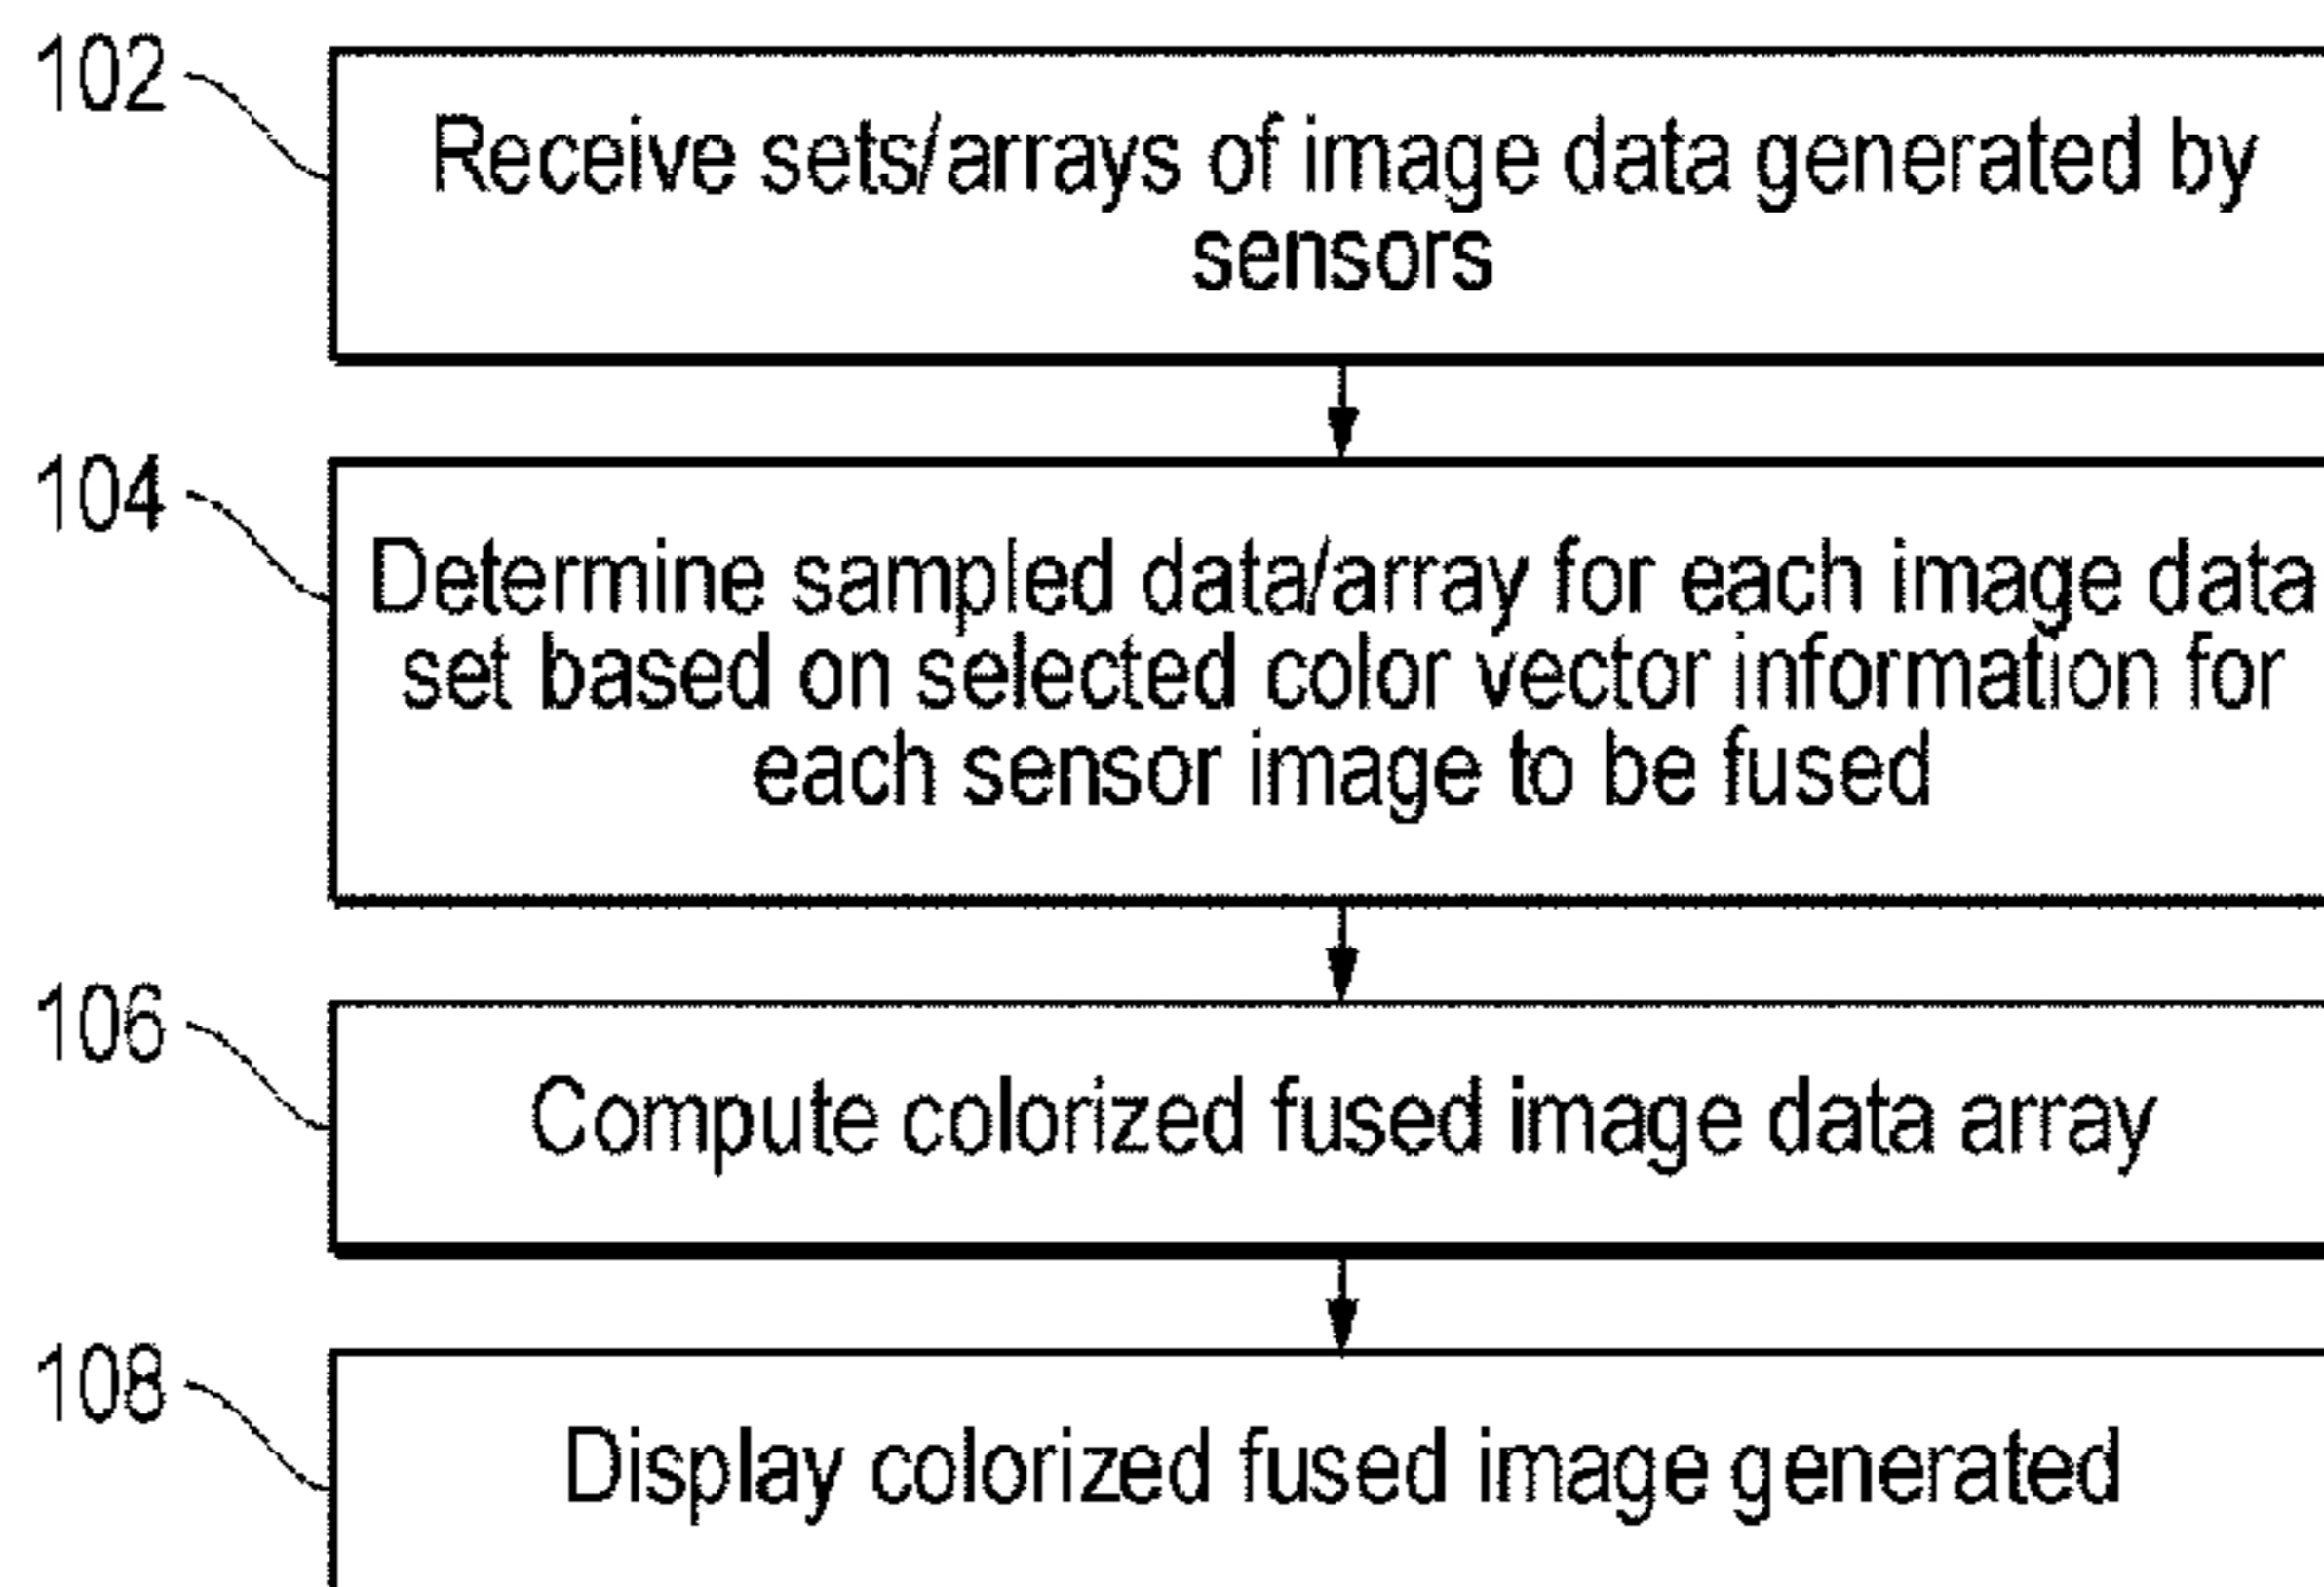 102
Receive sets/arrays of image data generated by
sensors
104
Determine sampled data/array for each image data
set based on selected color vector information for
each sensor image to be fused
106
Compute colorized fused image data array
108
Display colorized fused image generated